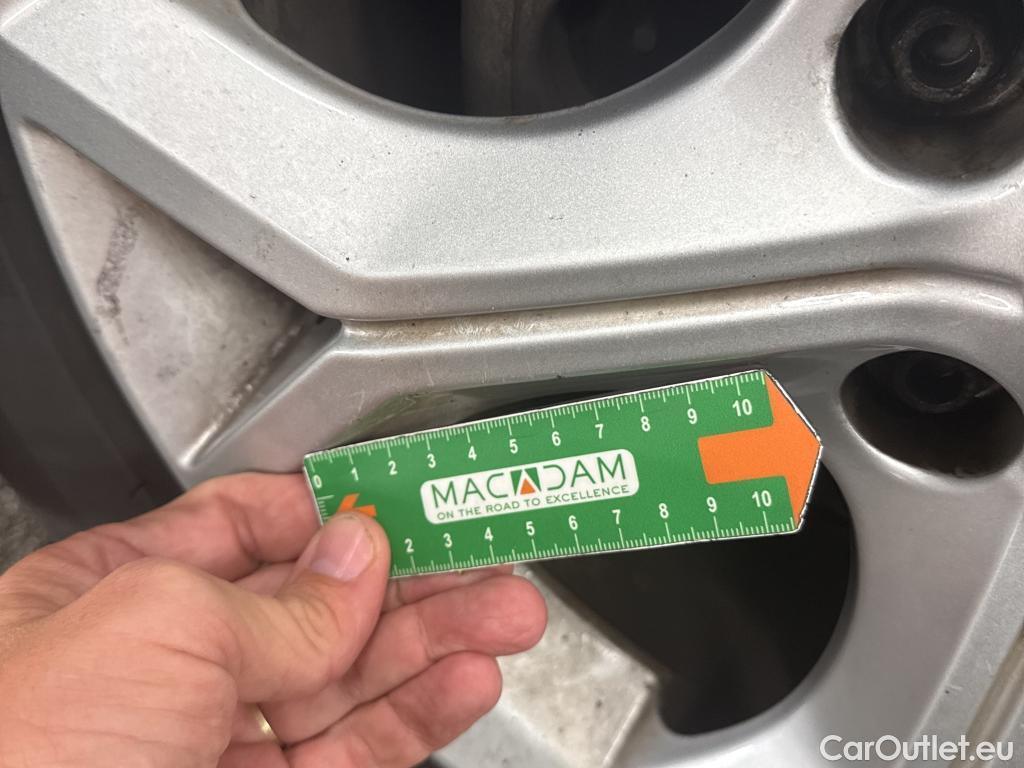 0 1 2 3 4 5 6 7 8 9 10
MACADAM
ON THE ROAD TO EXCELLENCE
2 3 4 5 6 7 8 9 10
CarOutlet.eu